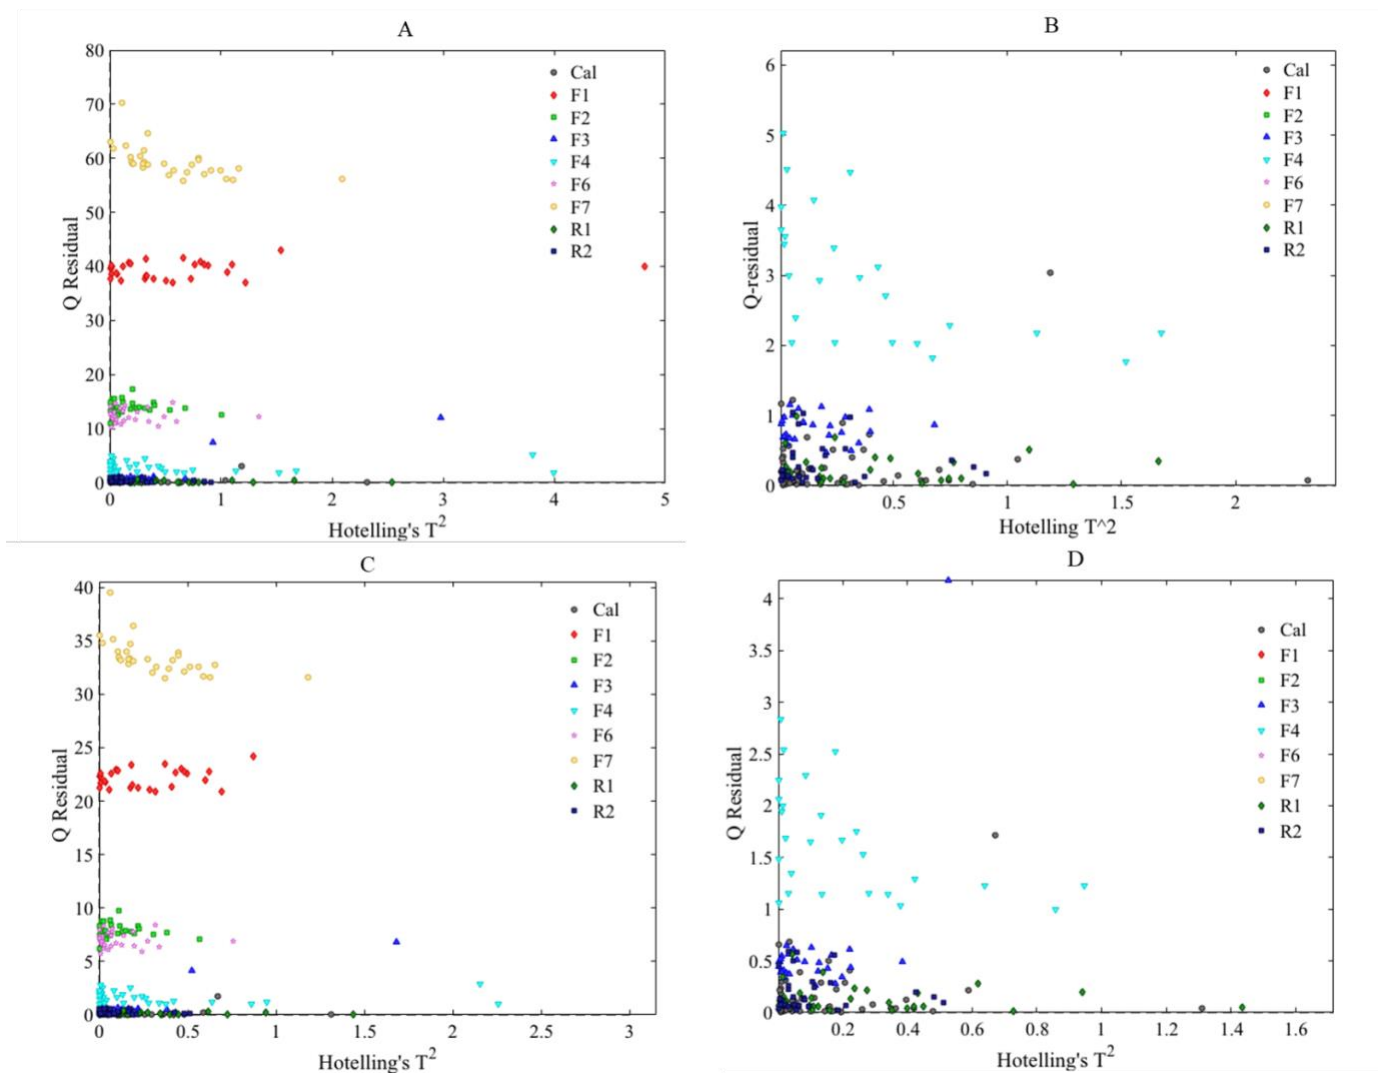 A
80
70
60
50
40
30
20
10
0
Q Residual
0 1 2 3 4 5
Hotelling's T²
Cal
F1
F2
F3
F4
F6
F7
R1
R2
B
6
5
4
3
2
1
0
Q-residual
0.5 1 1.5 2
Hotelling T^2
Cal
F1
F2
F3
F4
F6
F7
R1
R2
C
40
35
30
25
20
15
10
5
0
Q Residual
0 0.5 1 1.5 2 2.5 3
Hotelling's T²
Cal
F1
F2
F3
F4
F6
F7
R1
R2
D
4
3.5
3
2.5
2
1.5
1
0.5
0
Q Residual
0.2 0.4 0.6 0.8 1 1.2 1.4 1.6
Hotelling's T²
Cal
F1
F2
F3
F4
F6
F7
R1
R2